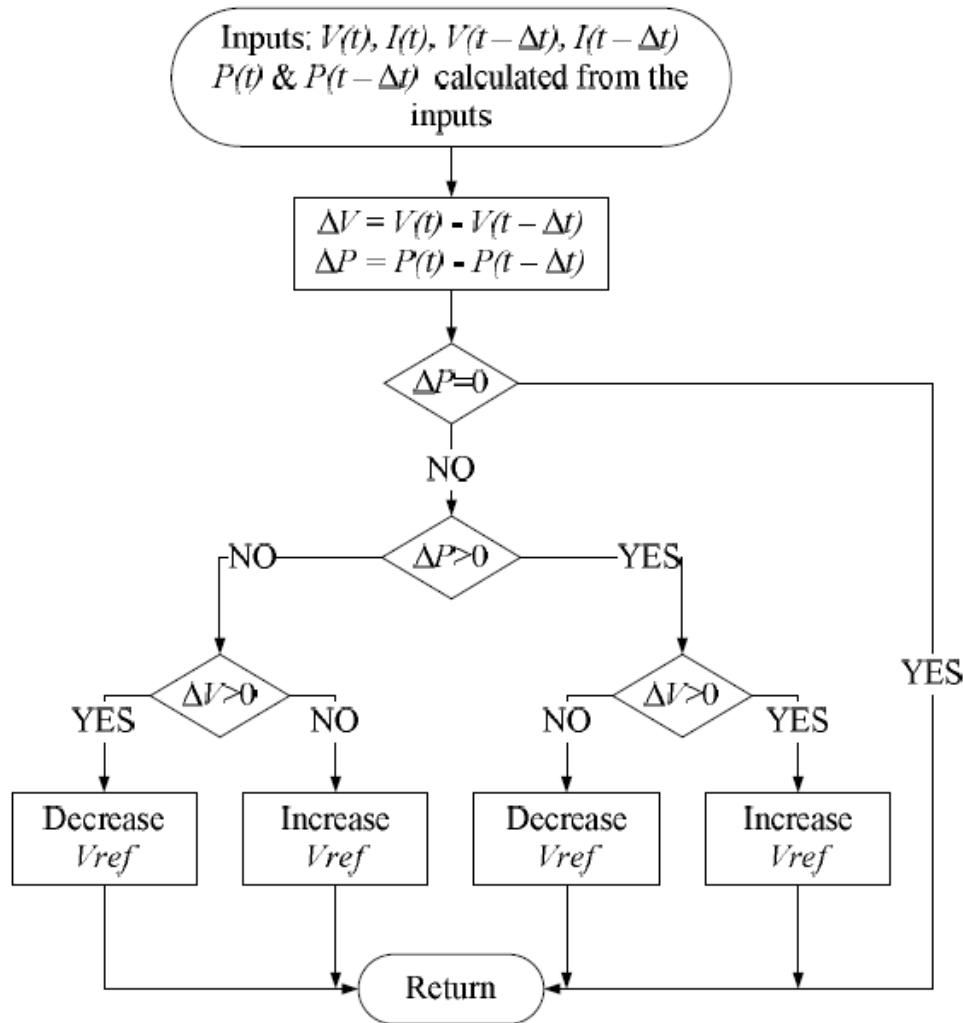 Inputs: V(t), I(t), V(t – Δt), I(t – Δt)
P(t) & P(t – Δt) calculated from the
inputs
ΔV = V(t) - V(t – Δt)
ΔP = P(t) - P(t – Δt)
ΔP=0
NO
NO
ΔP>0
YES
YES
ΔV>0
ΔV>0
YES
NO
NO
YES
Decrease
Vref
Increase
Vref
Decrease
Vref
Increase
Vref
Return